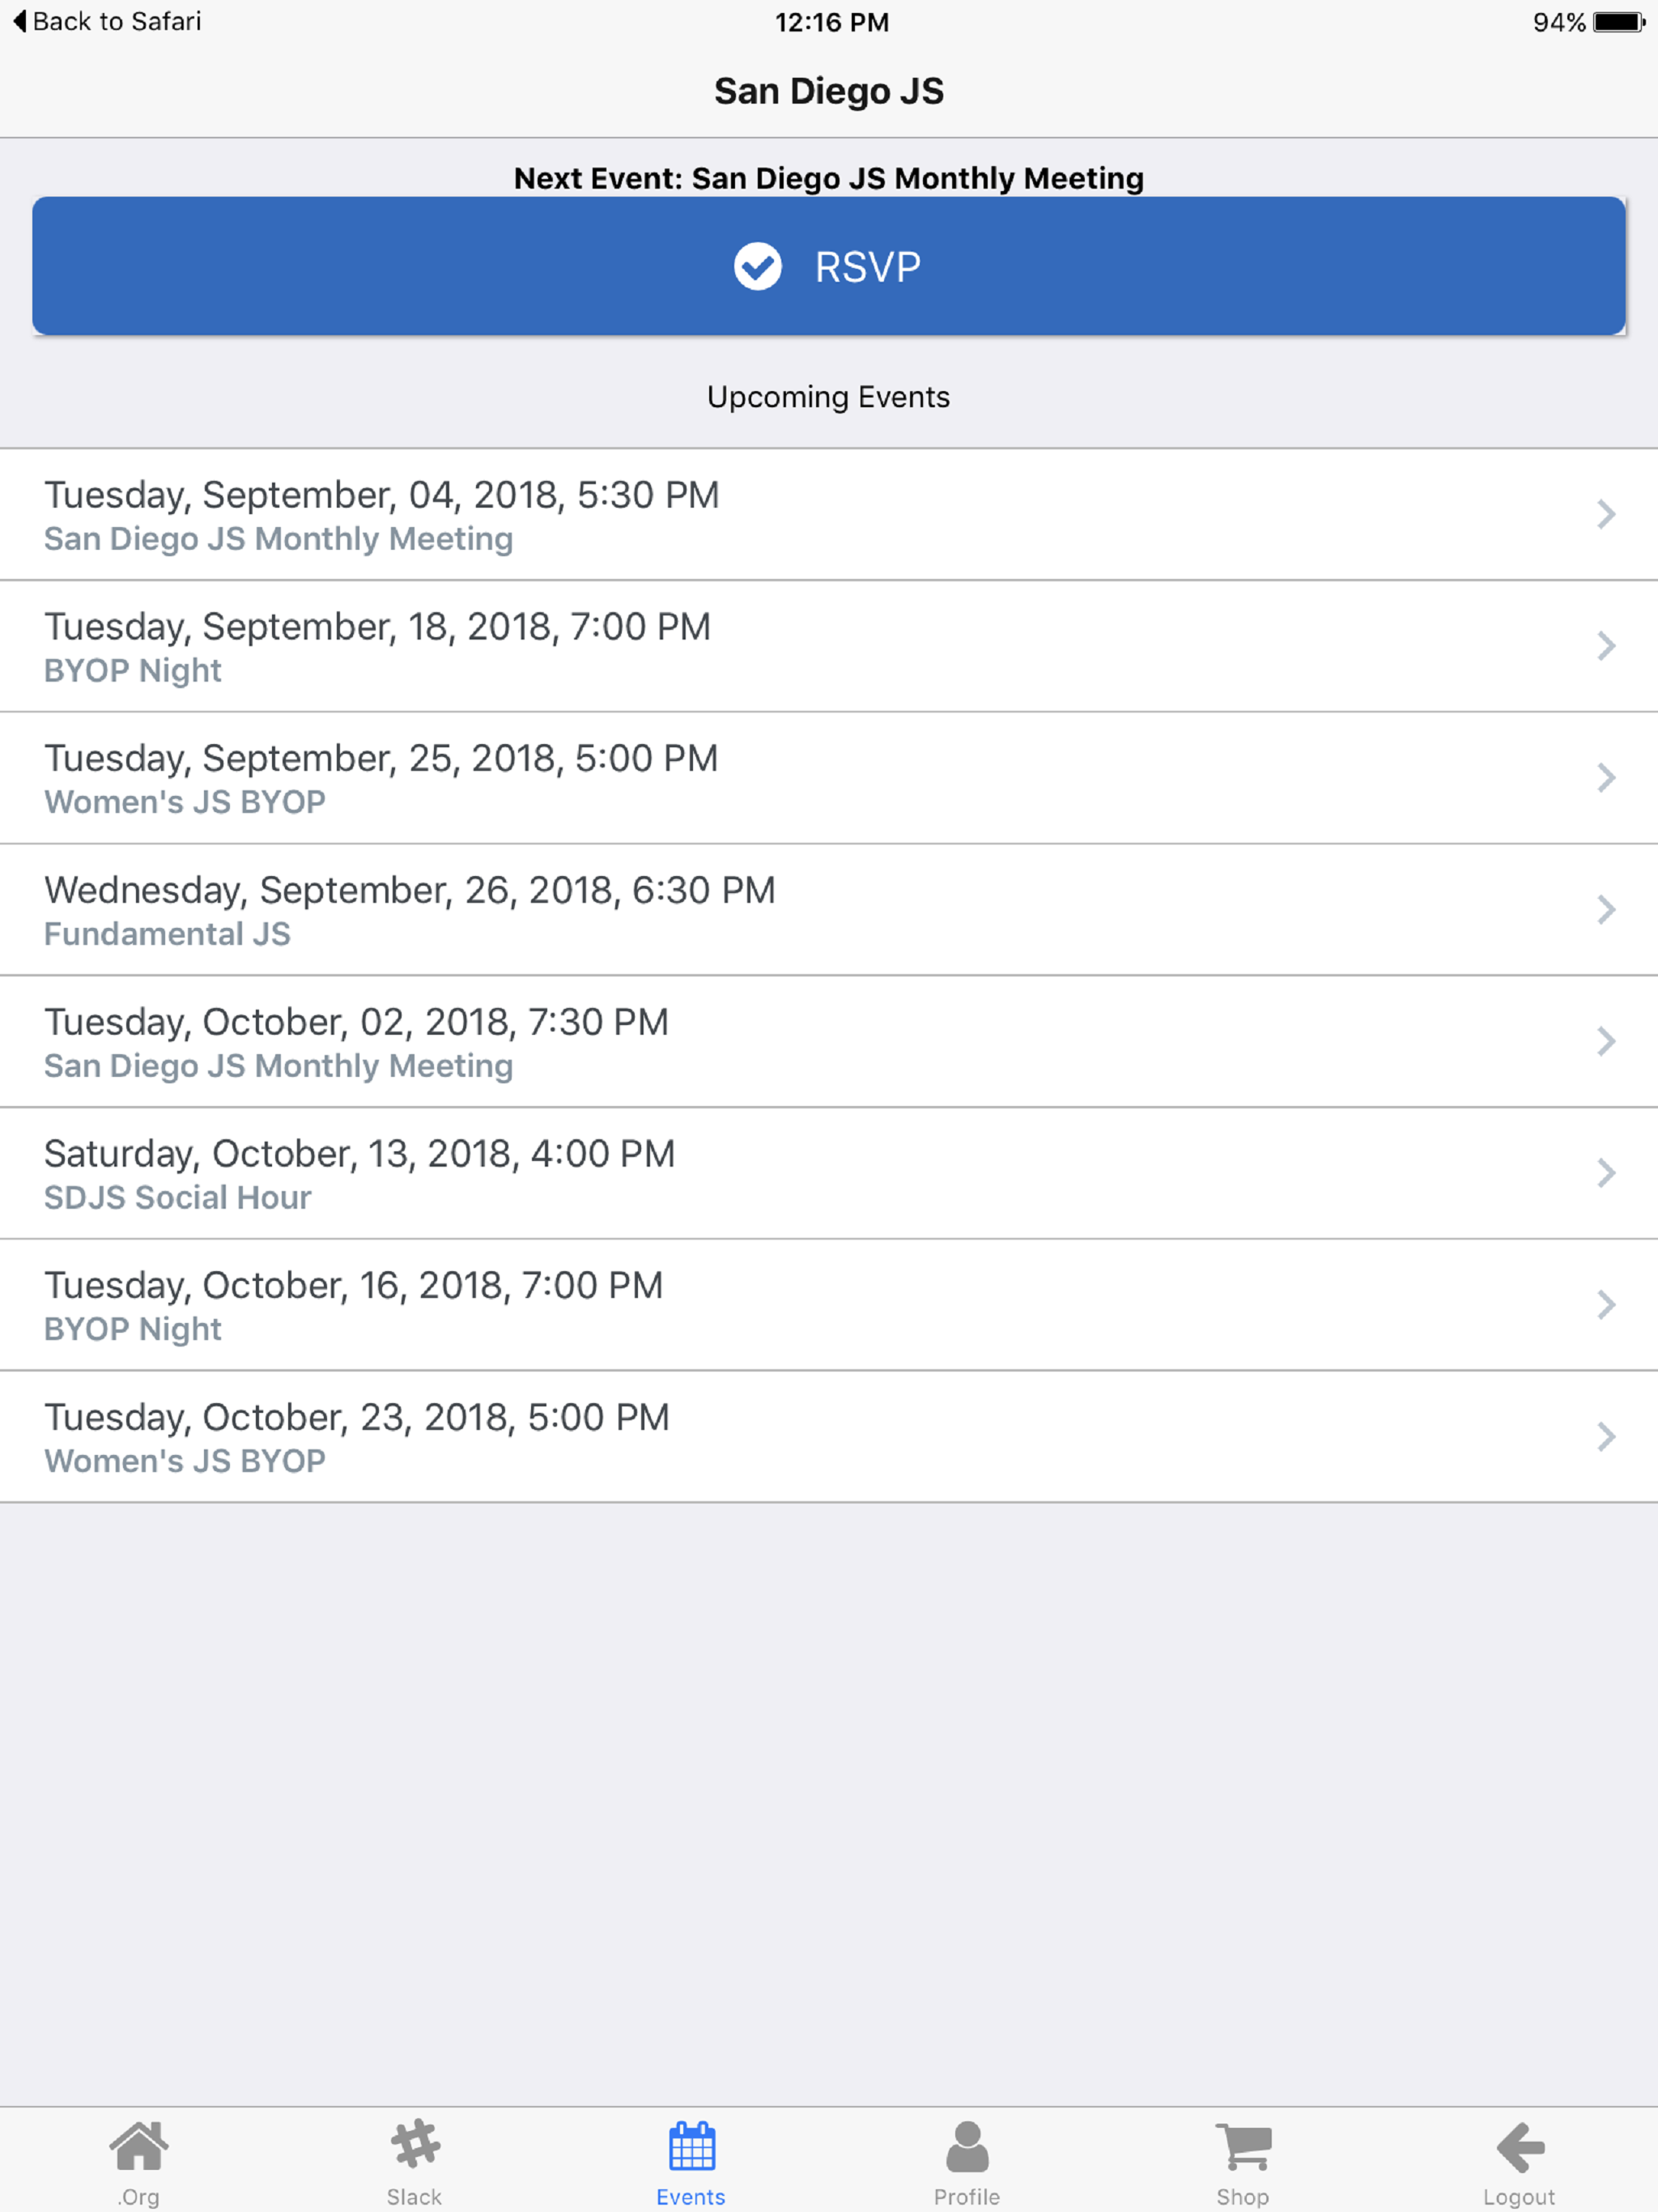 Back to Safari
12:16 PM
94%
San Diego JS
Next Event: San Diego JS Monthly Meeting
RSVP
Upcoming Events
Tuesday, September, 04, 2018, 5:30 PM
San Diego JS Monthly Meeting
Tuesday, September, 18, 2018, 7:00 PM
BYOP Night
Tuesday, September, 25, 2018, 5:00 PM
Women's JS BYOP
Wednesday, September, 26, 2018, 6:30 PM
Fundamental JS
Tuesday, October, 02, 2018, 7:30 PM
San Diego JS Monthly Meeting
Saturday, October, 13, 2018, 4:00 PM
SDJS Social Hour
Tuesday, October, 16, 2018, 7:00 PM
BYOP Night
Tuesday, October, 23, 2018, 5:00 PM
Women's JS BYOP
.Org
Slack
Events
Profile
Shop
Logout